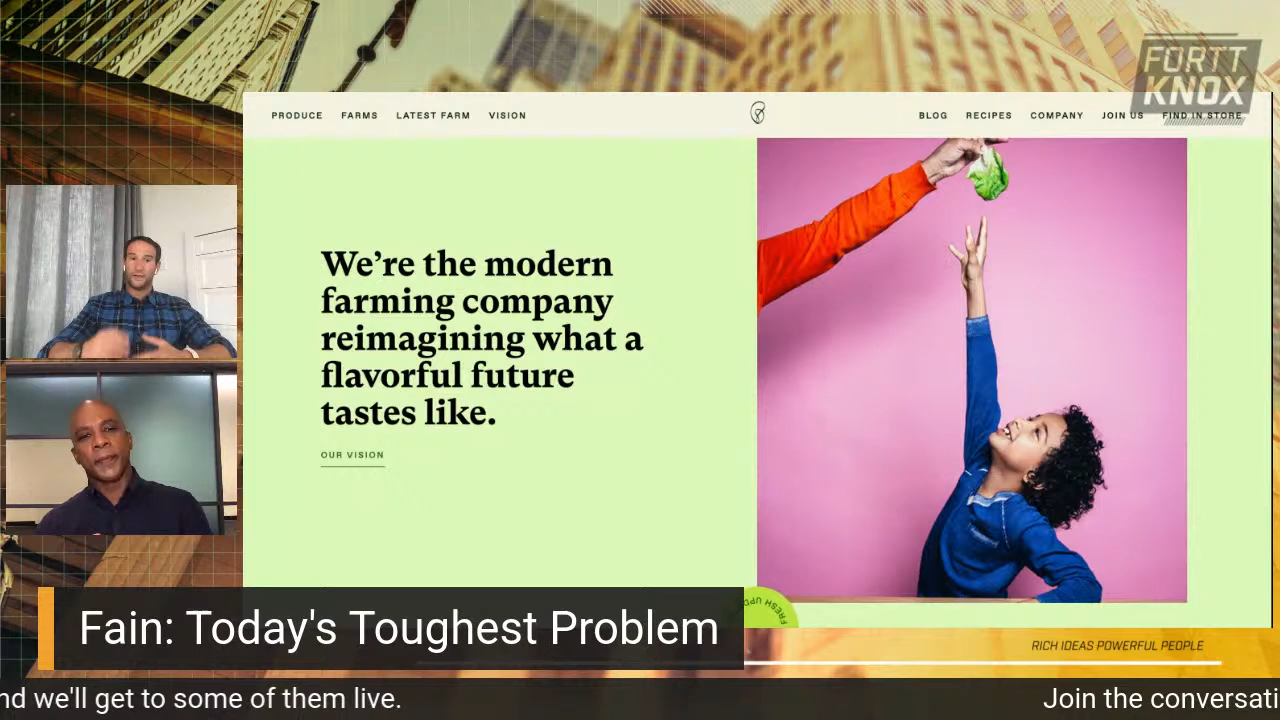 FORTT
KNOX
PRODUCE FARMS LATEST FARM VISION
BLOG RECIPES COMPANY JOIN US FIND IN STORE
We’re the modern
farming company
reimagining what a
flavorful future
tastes like.
OUR VISION
FRESH UPD
Fain: Today's Toughest Problem
RICH IDEAS POWERFUL PEOPLE
nd we'll get to some of them live.
Join the conversati